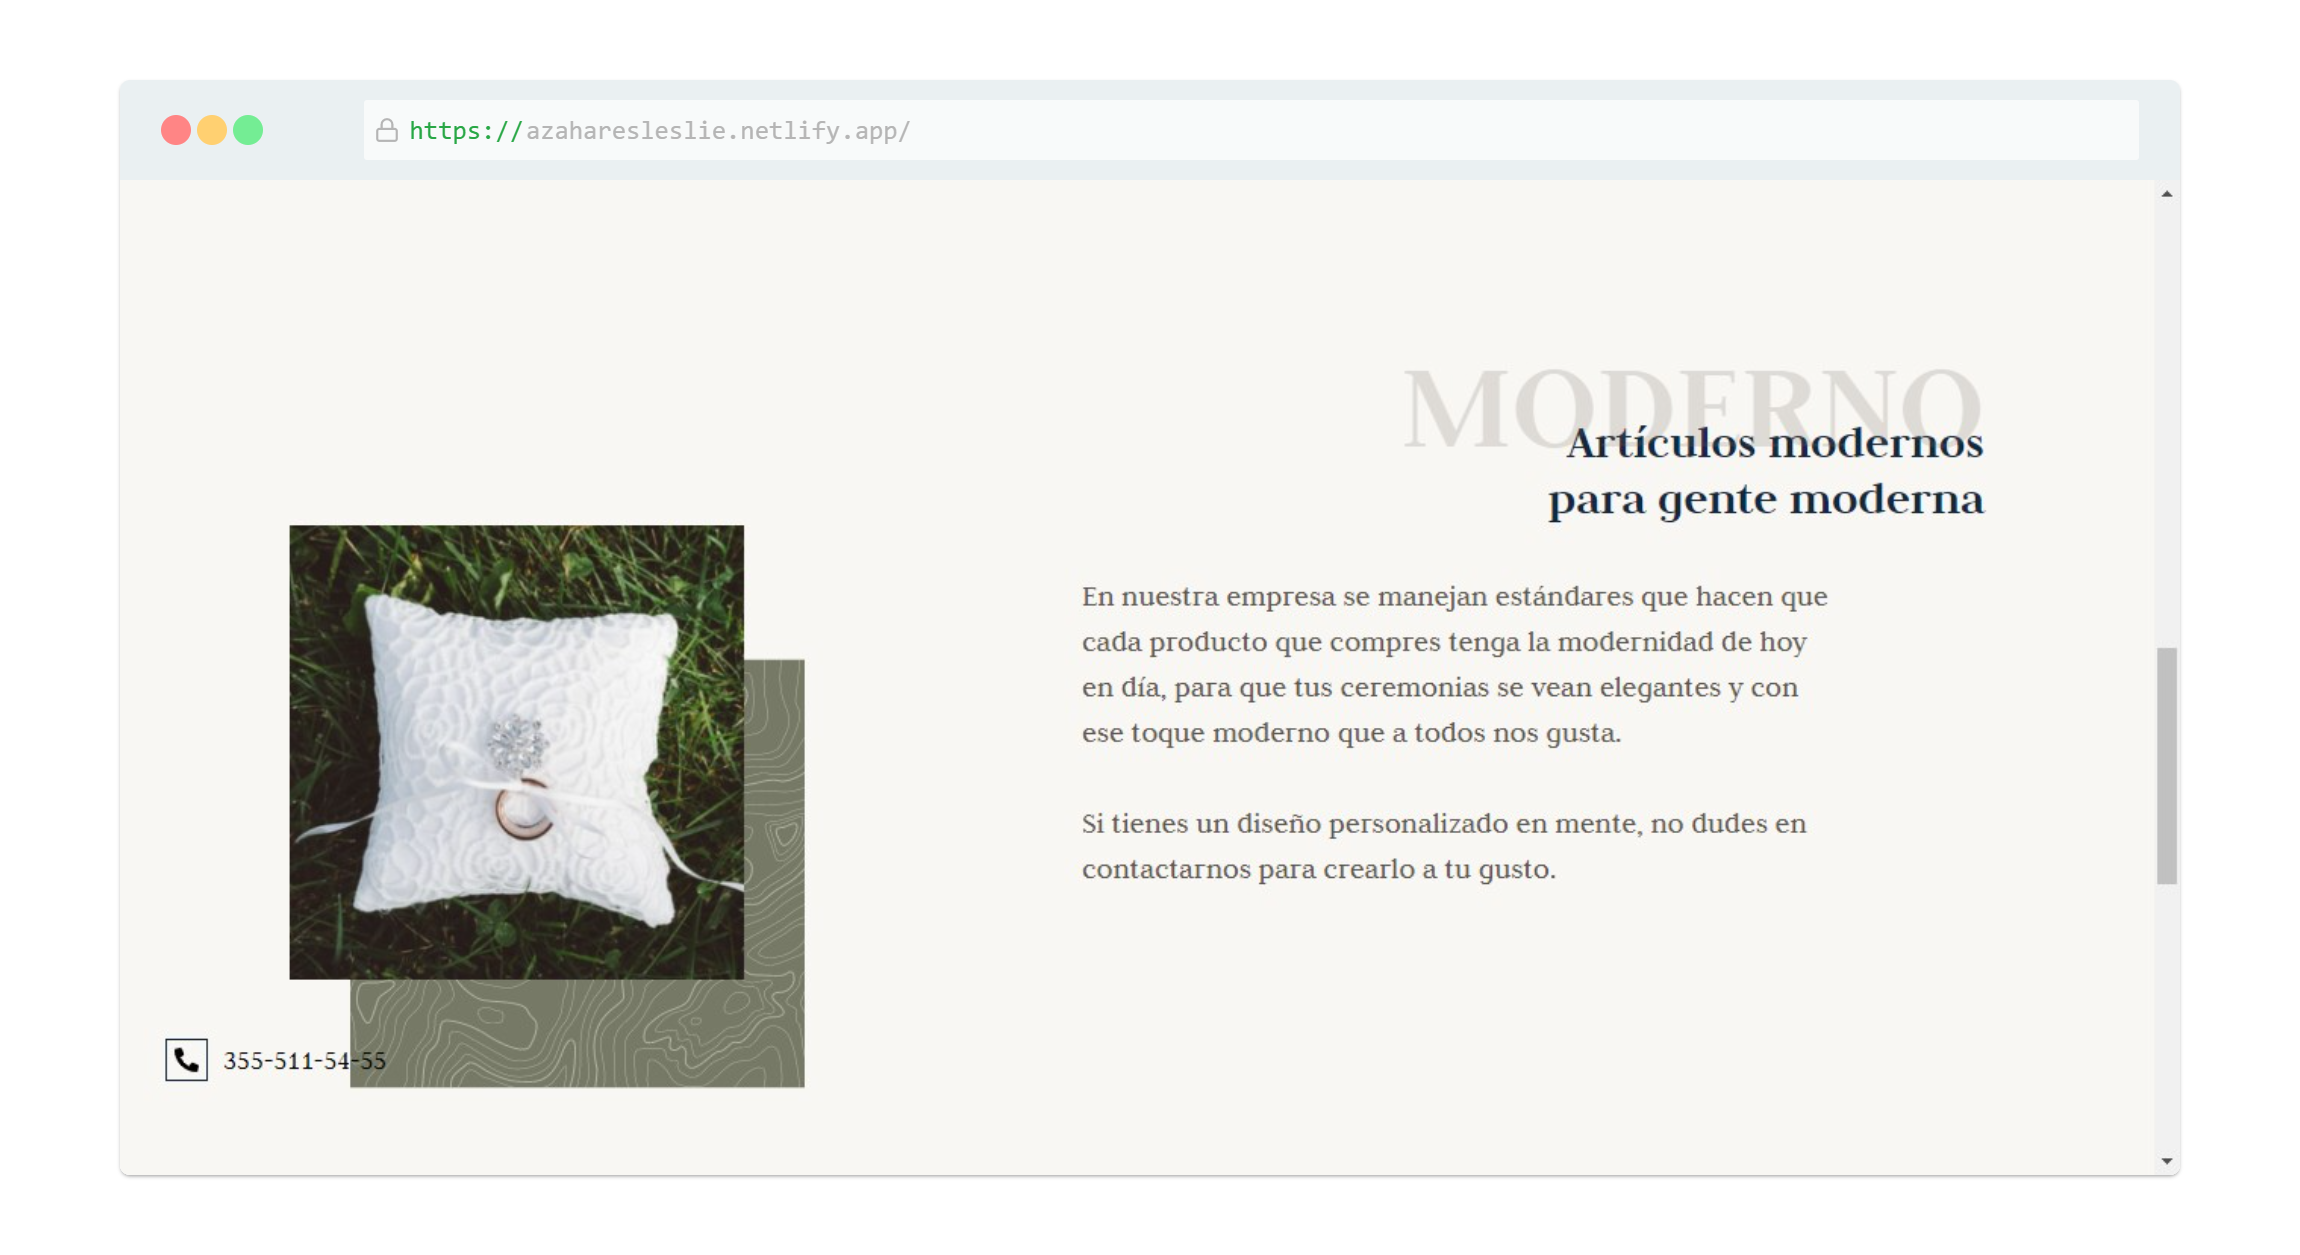 https://azaharesleslie.netlify.app/
MODERNO
Artículos modernos
para gente moderna
En nuestra empresa se manejan estándares que hacen que
cada producto que compres tenga la modernidad de hoy
en día, para que tus ceremonias se vean elegantes y con
ese toque moderno que a todos nos gusta.
Si tienes un diseño personalizado en mente, no dudes en
contactarnos para crearlo a tu gusto.
355-511-54-55